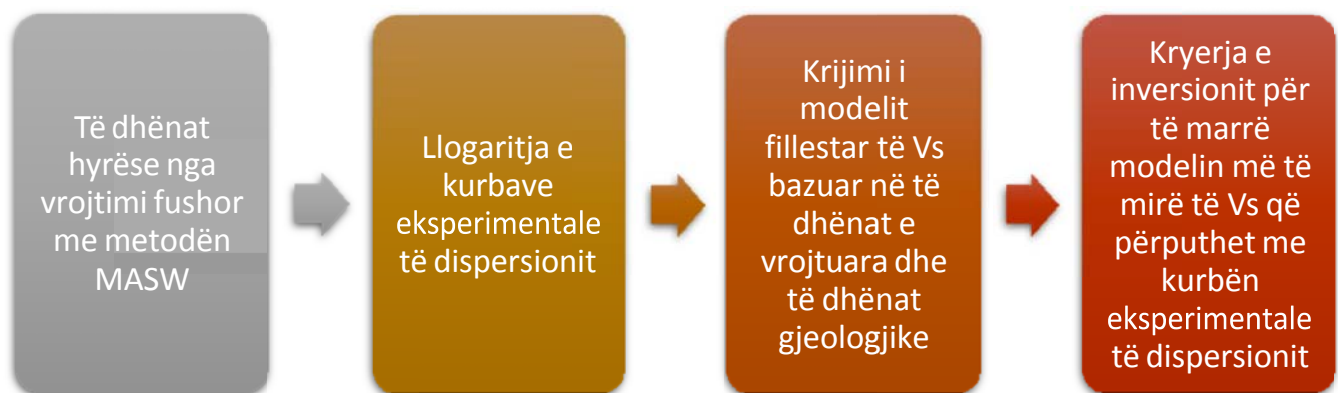 Të dhënat
hyrëse nga
vrojtimi fushor
me metodën
MASW
Llogaritja e
kurbave
eksperimentale
të dispersionit
Krijimi i
modelit
fillestar të Vs
bazuar në të
dhënat e
vrojtuara dhe
të dhënat
gjeologjike
Kryerja e
inversionit për
të marrë
modelin më të
mirë të Vs që
përputhet me
kurbën
eksperimentale
të dispersionit